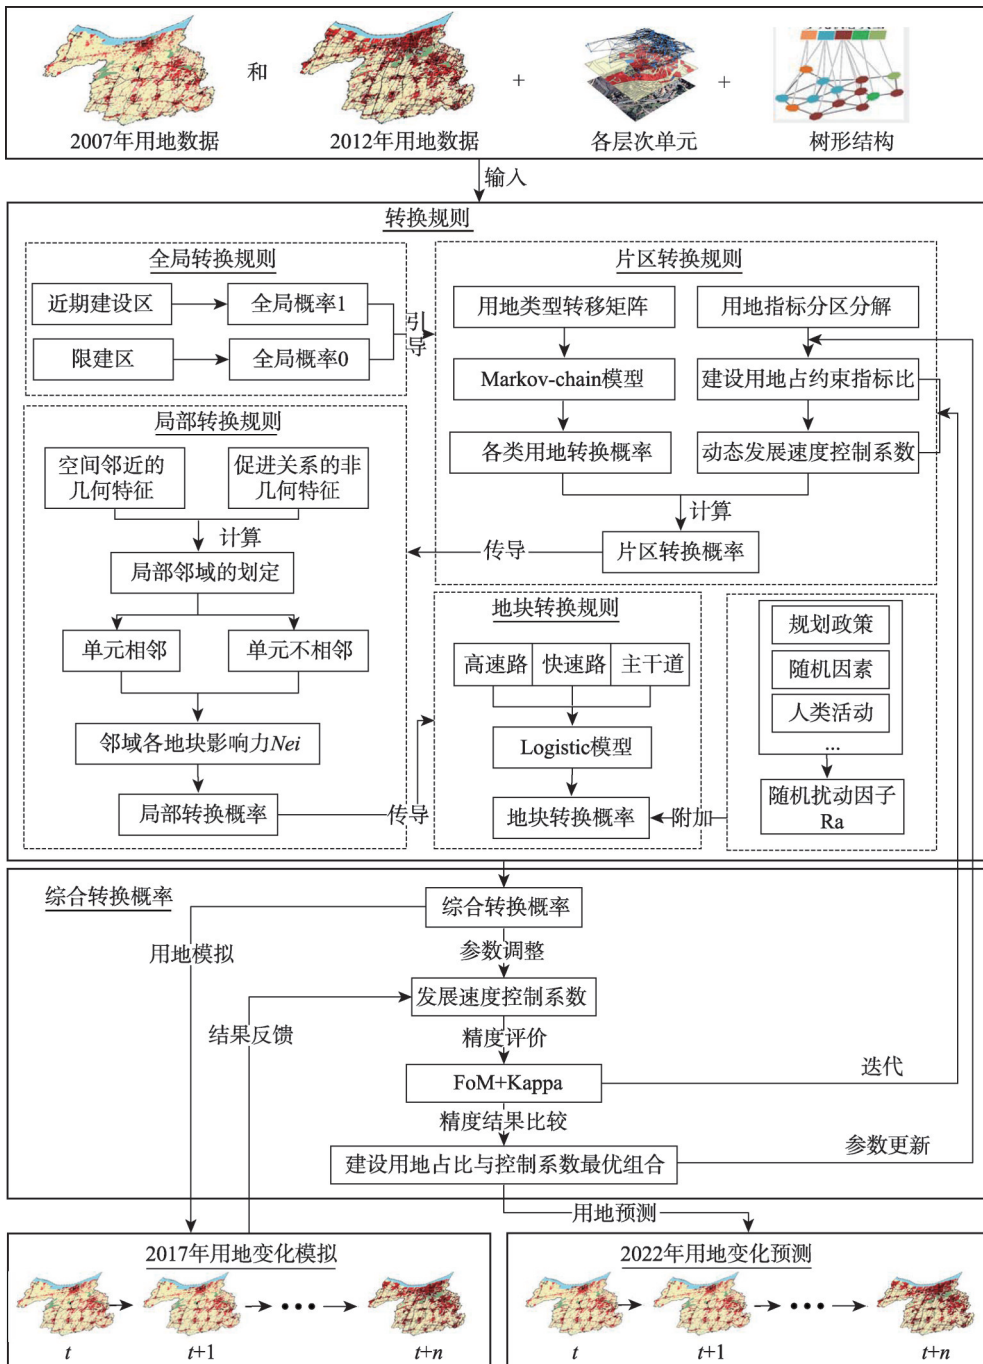 和
+
+
2007年用地数据
2012年用地数据
各层次单元
树形结构
输入
转换规则
全局转换规则
近期建设区
全局概率1
限建区
全局概率0
引
导
片区转换规则
用地类型转移矩阵
用地指标分区分解
Markov-chain模型
建设用地占约束指标比
各类用地转换概率
动态发展速度控制系数
计算
片区转换概率
传导
局部转换规则
空间邻近的
几何特征
促进关系的非
几何特征
计算
局部邻域的划定
单元相邻
单元不相邻
邻域各地块影响力Nei
局部转换概率
传导
地块转换规则
高速路
快速路
主干道
Logistic模型
地块转换概率
附加
规划政策
随机因素
人类活动
...
随机扰动因子
Ra
综合转换概率
综合转换概率
用地模拟
参数调整
发展速度控制系数
结果反馈
精度评价
FoM+Kappa
迭代
精度结果比较
建设用地占比与控制系数最优组合
参数更新
用地预测
2017年用地变化模拟
t
t+1
t+n
2022年用地变化预测
t
t+1
t+n